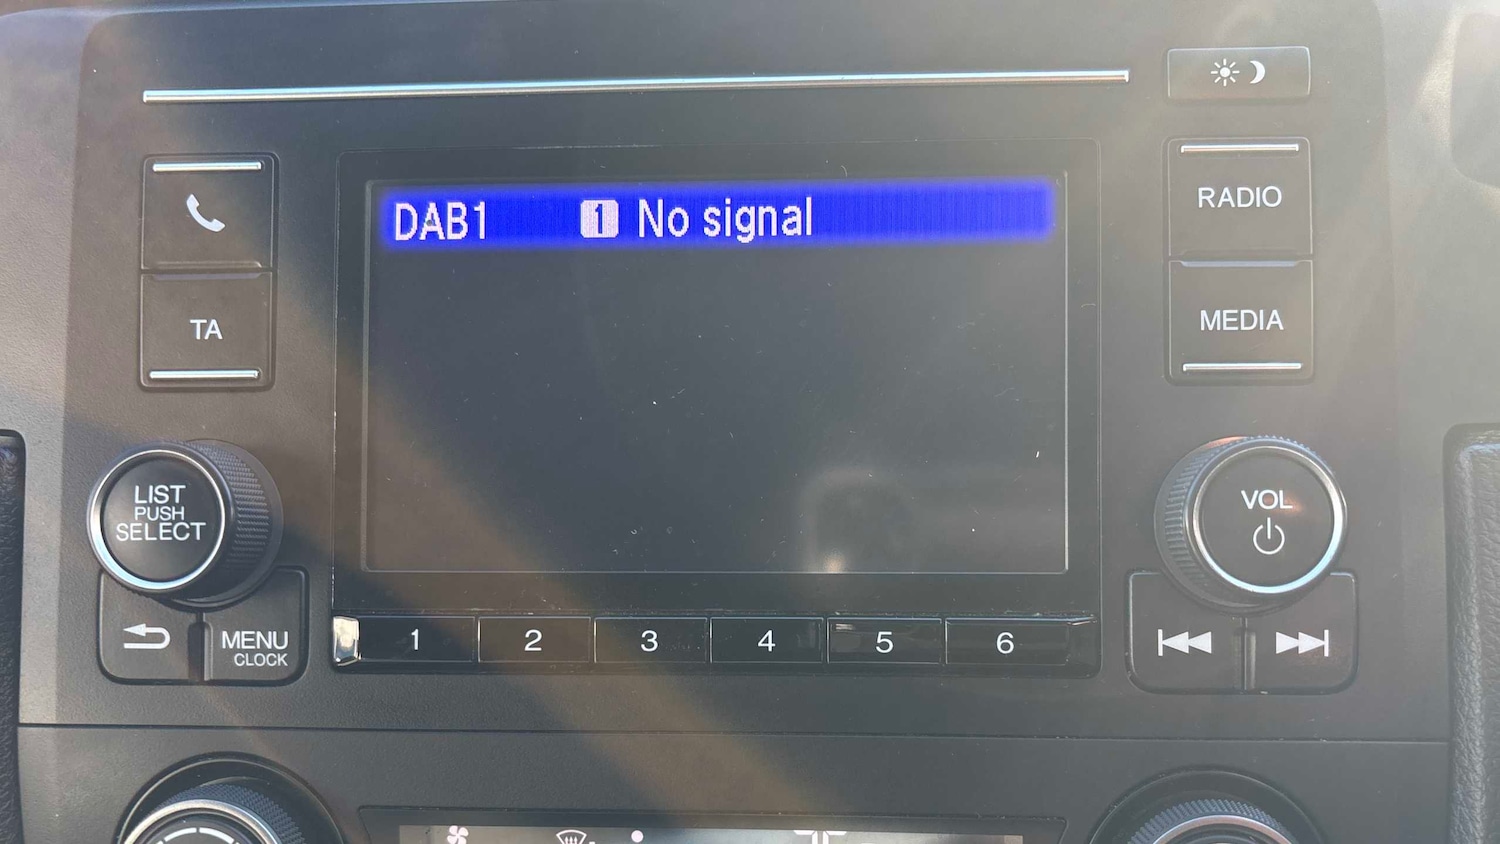 DAB1 1 No signal
RADIO
TA
MEDIA
LIST
PUSH
SELECT
VOL
MENU
CLOCK
1 2 3 4 5 6